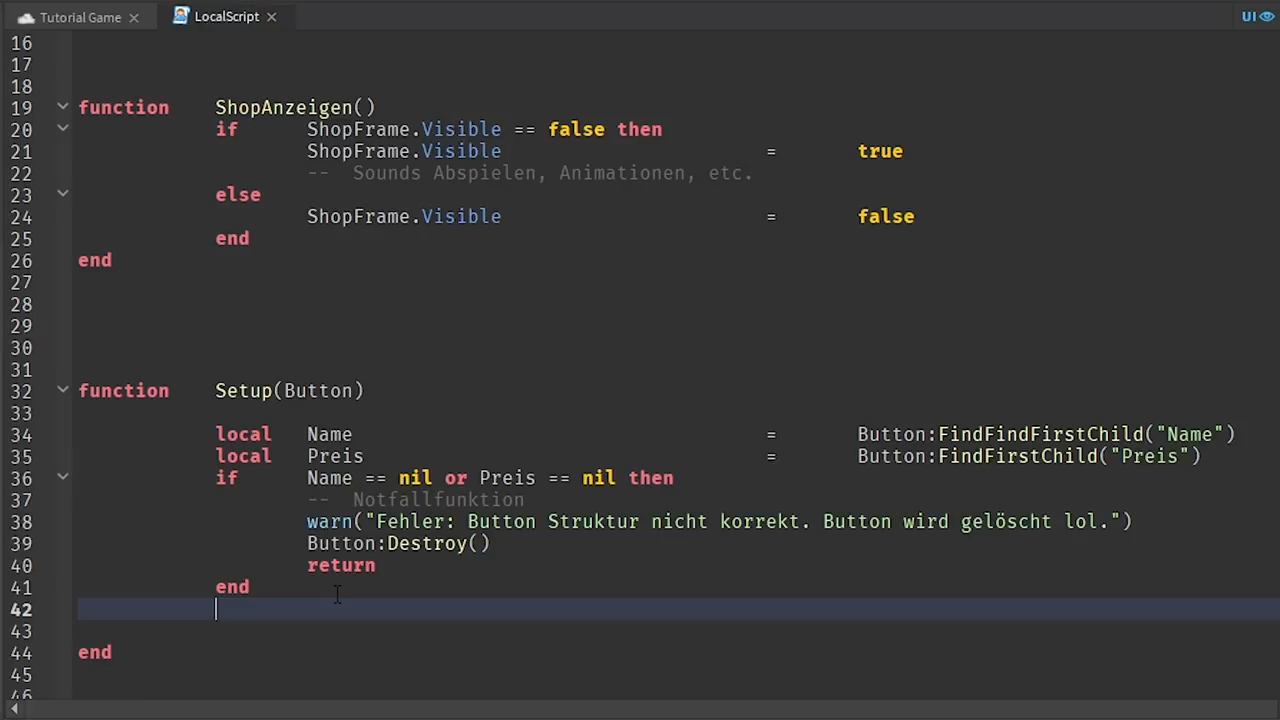 Tutorial Game LocalScript UI
16
17
18
19 function ShopAnzeigen()
20 if ShopFrame.Visible == false then
21 ShopFrame.Visible = true
22 -- Sounds Abspielen, Animationen, etc.
23 else
24 ShopFrame.Visible = false
25 end
26 end
27
28
29
30
31
32 function Setup(Button)
33
34 local Name = Button:FindFindFirstChild("Name")
35 local Preis = Button:FindFirstChild("Preis")
36 if Name == nil or Preis == nil then
37 -- Notfallfunktion
38 warn("Fehler: Button Struktur nicht korrekt. Button wird gelöscht lol.")
39 Button:Destroy()
40 return
41 end
42
43
44 end
45
46